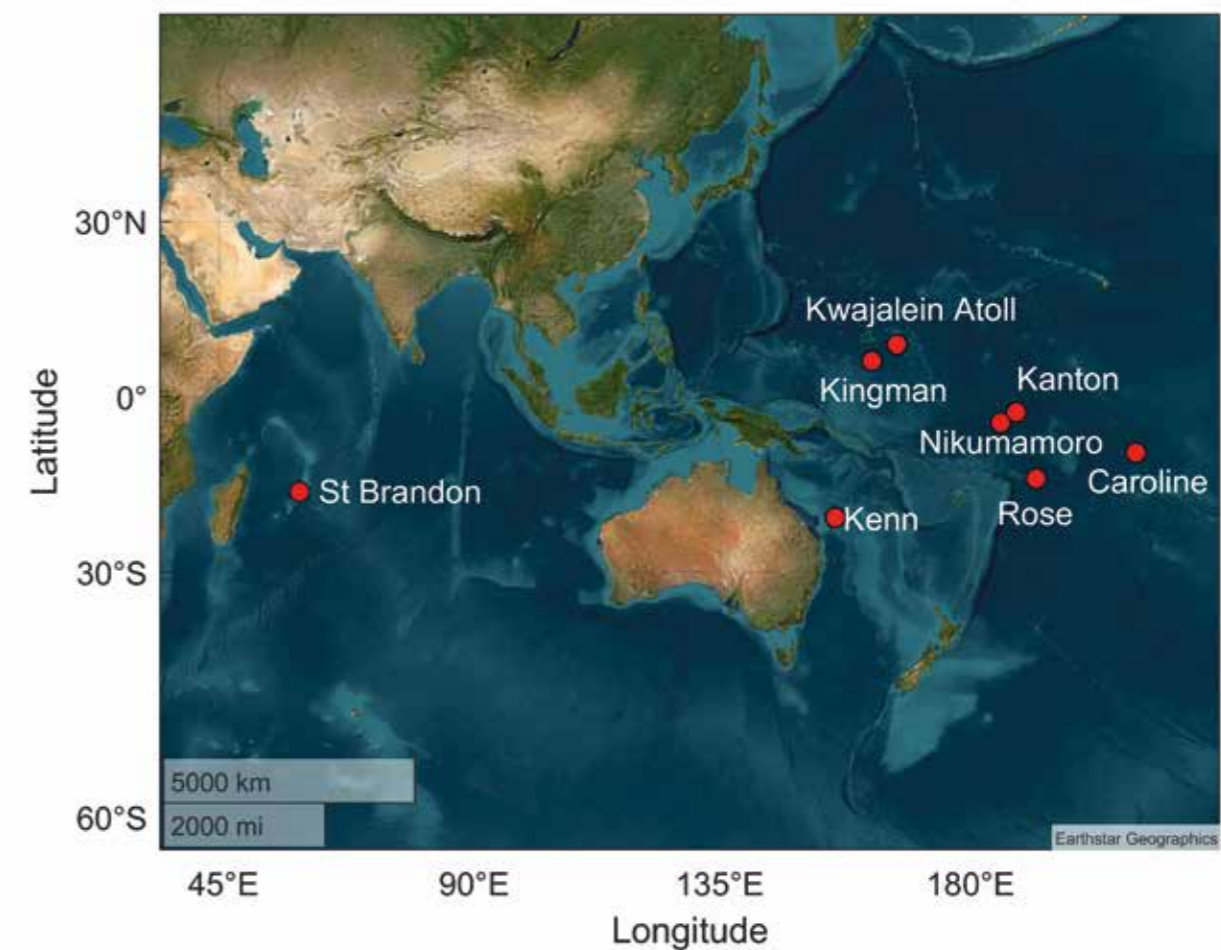 30°N
0°
30°S
60°S
Latitude
Kwajalein Atoll
Kingman
Kanton
Nikumamoro
Caroline
Rose
St Brandon
Kenn
5000 km
2000 mi
Earthstar Geographics
45°E
90°E
135°E
180°E
Longitude